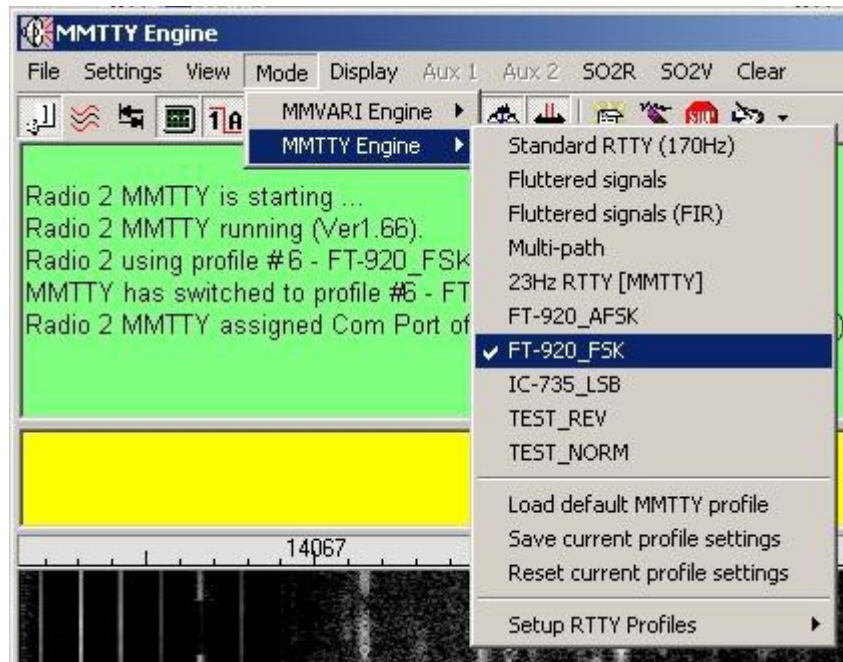 MMTTY Engine
File Settings View Mode Display Aux 1 Aux 2 SO2R SO2V Clear
MMVARI Engine
MMTTY Engine
Standard RTTY (170Hz)
Fluttered signals
Fluttered signals (FIR)
Multi-path
23Hz RTTY [MMTTY]
FT-920_AFSK
FT-920_FSK
IC-735_LSB
TEST_REV
TEST_NORM
Load default MMTTY profile
Save current profile settings
Reset current profile settings
Setup RTTY Profiles
Radio 2 MMTTY is starting ...
Radio 2 MMTTY running (Ver1.66).
Radio 2 using profile #6 - FT-920_FSK
MMTTY has switched to profile #6 - FT
Radio 2 MMTTY assigned Com Port of
14067